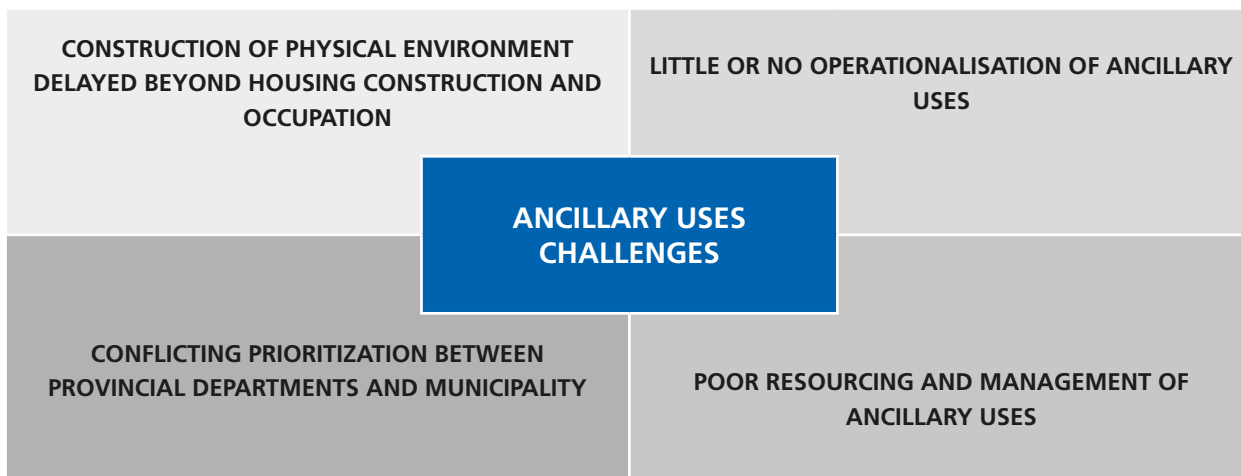 CONSTRUCTION OF PHYSICAL ENVIRONMENT
DELAYED BEYOND HOUSING CONSTRUCTION AND
OCCUPATION
LITTLE OR NO OPERATIONALISATION OF ANCILLARY
USES
ANCILLARY USES
CHALLENGES
CONFLICTING PRIORITIZATION BETWEEN
PROVINCIAL DEPARTMENTS AND MUNICIPALITY
POOR RESOURCING AND MANAGEMENT OF
ANCILLARY USES